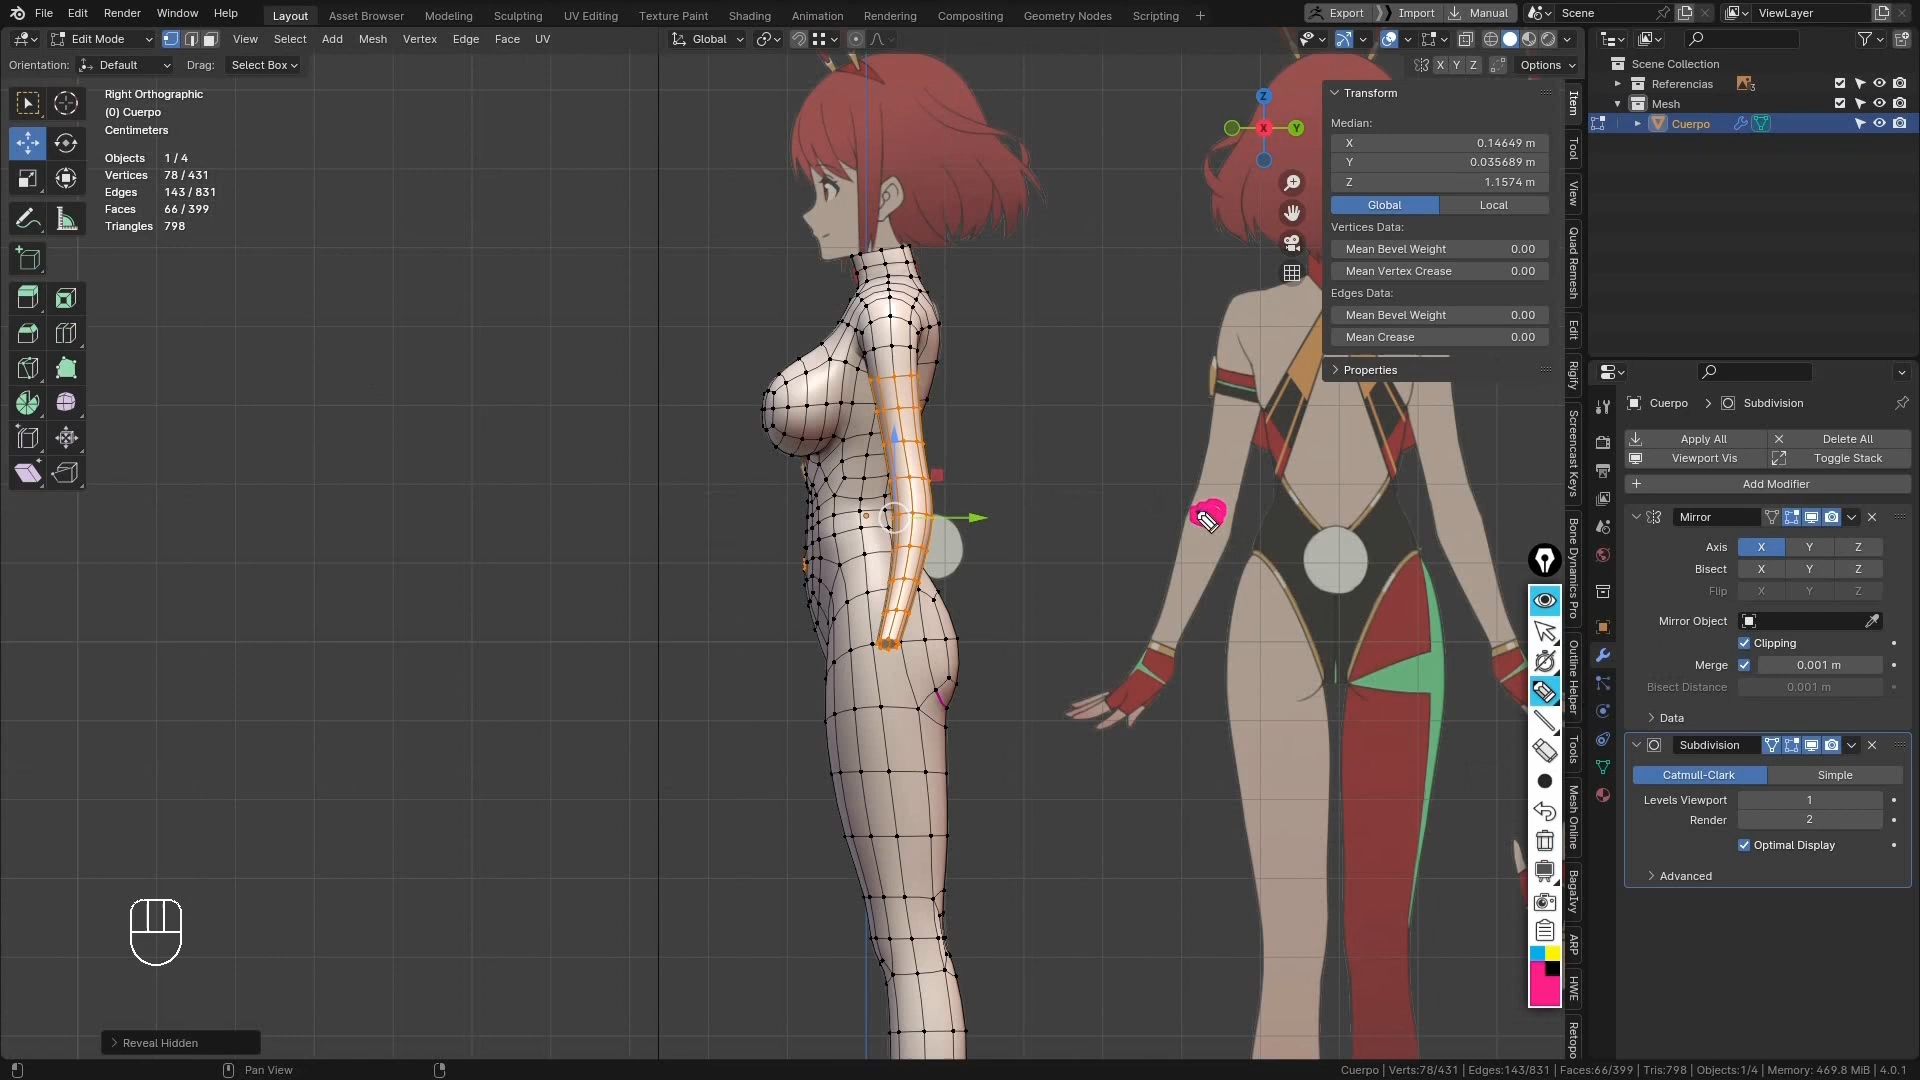 File Edit Render Window Help Layout Asset Browser Modeling Sculpting UV Editing Texture Paint Shading Animation Rendering Compositing Geometry Nodes Scripting + Export Import Manual Scene ViewLayer
Edit Mode View Select Add Mesh Vertex Edge Face UV Global
Orientation: Default Drag: Select Box X Y Z Options
Right Orthographic
(0) Cuerpo
Centimeters
Objects 1 / 4
Vertices 78 / 431
Edges 143 / 831
Faces 66 / 399
Triangles 798
Z
X
Y
Transform
Median:
X 0.14649 m
Y 0.035689 m
Z 1.1574 m
Global Local
Vertices Data:
Mean Bevel Weight 0.00
Mean Vertex Crease 0.00
Edges Data:
Mean Bevel Weight 0.00
Mean Crease 0.00
Properties
Item
Tool
View
Quad Remesh
Edit
Rigify
Screencast Keys
Bone Dynamics Pro
Outline Helper
Tools
Mesh Online
BagaIvy
ARP
HWE
Retopo
Scene Collection
Referencias 3
Mesh
Cuerpo
Cuerpo > Subdivision
Apply All Delete All
Viewport Vis Toggle Stack
Add Modifier
Mirror
Axis X Y Z
Bisect X Y Z
Flip X Y Z
Mirror Object
Clipping
Merge 0.001 m
Bisect Distance 0.001 m
Data
Subdivision
Catmull-Clark Simple
Levels Viewport 1
Render 2
Optimal Display
Advanced
Reveal Hidden
Pan View
Cuerpo | Verts:78/431 | Edges:143/831 | Faces:66/399 | Tris:798 | Objects:1/4 | Memory: 469.8 MiB | 4.0.1